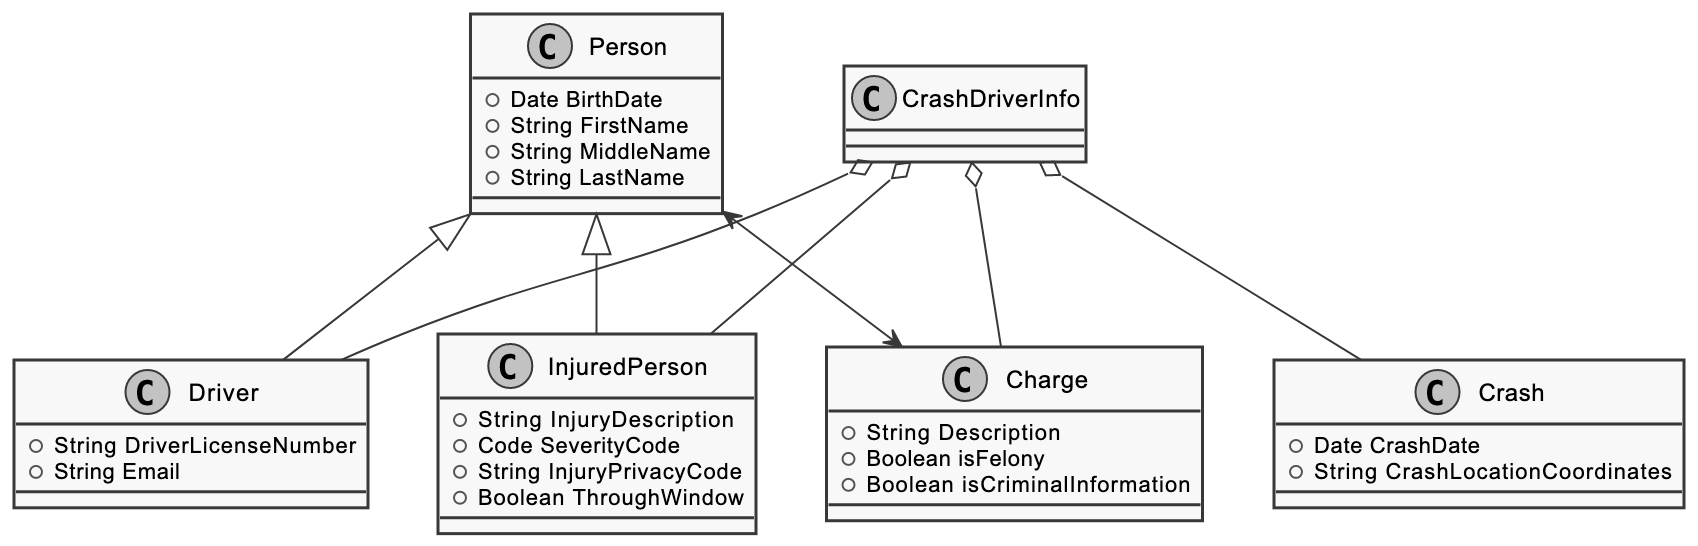 C Person
Date BirthDate
String FirstName
String MiddleName
String LastName
C CrashDriverInfo
C Driver
String DriverLicenseNumber
String Email
C InjuredPerson
String InjuryDescription
Code SeverityCode
String InjuryPrivacyCode
Boolean ThroughWindow
C Charge
String Description
Boolean isFelony
Boolean isCriminalInformation
C Crash
Date CrashDate
String CrashLocationCoordinates